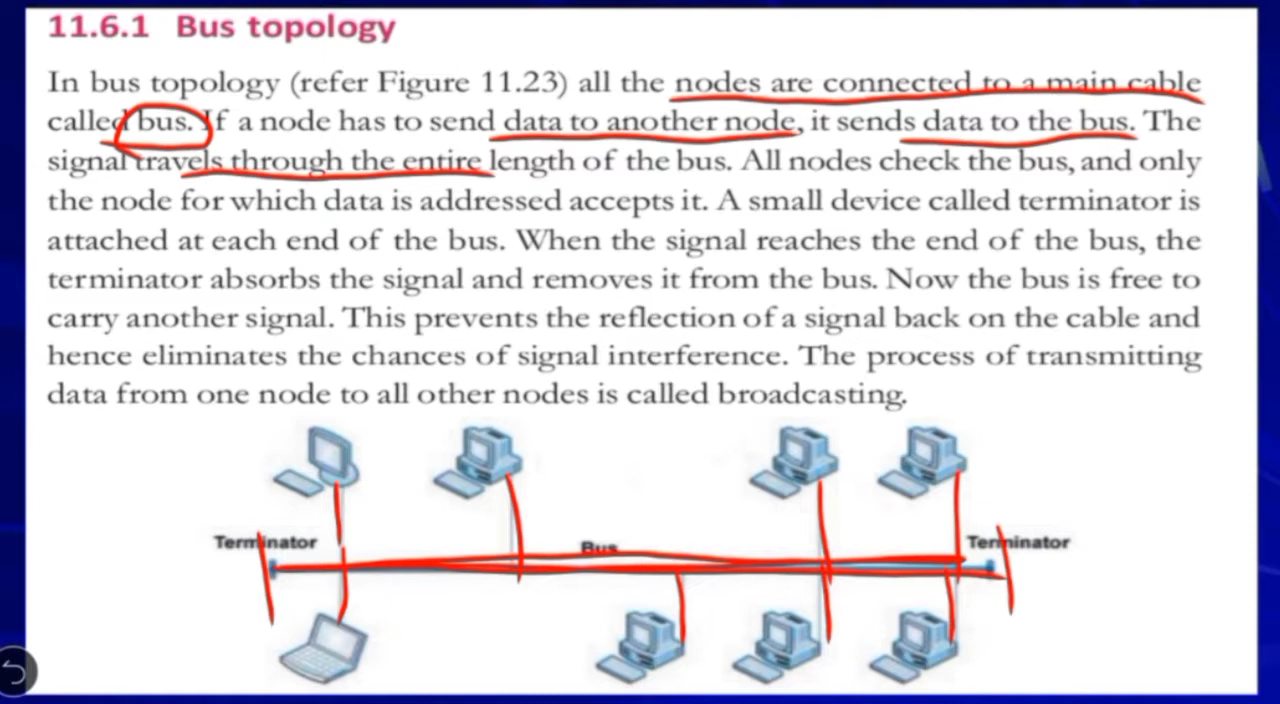 11.6.1 Bus topology
In bus topology (refer Figure 11.23) all the nodes are connected to a main cable
called bus. If a node has to send data to another node, it sends data to the bus. The
signal travels through the entire length of the bus. All nodes check the bus, and only
the node for which data is addressed accepts it. A small device called terminator is
attached at each end of the bus. When the signal reaches the end of the bus, the
terminator absorbs the signal and removes it from the bus. Now the bus is free to
carry another signal. This prevents the reflection of a signal back on the cable and
hence eliminates the chances of signal interference. The process of transmitting
data from one node to all other nodes is called broadcasting.
Terminator
Bus
Terminator